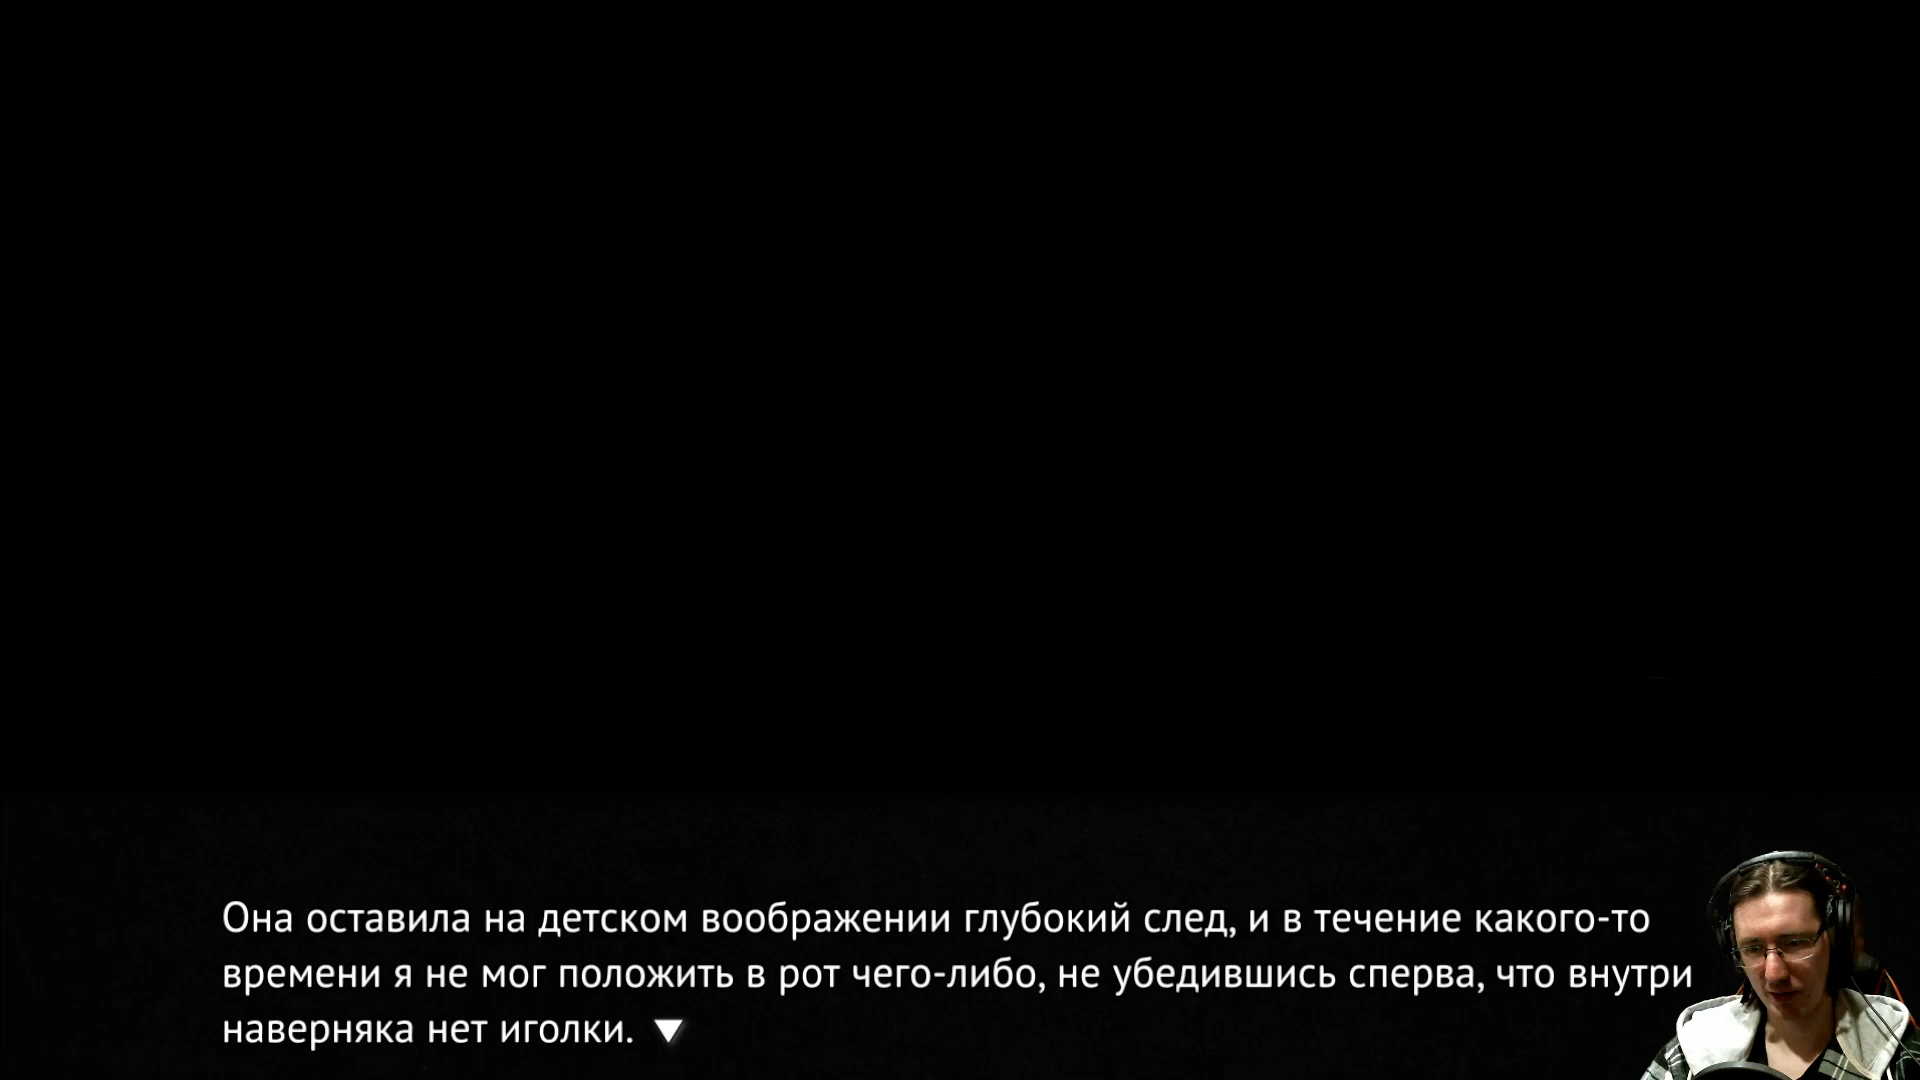 Она оставила на детском воображении глубокий след, и в течение какого-то
времени я не мог положить в рот чего-либо, не убедившись сперва, что внутри
наверняка нет иголки.